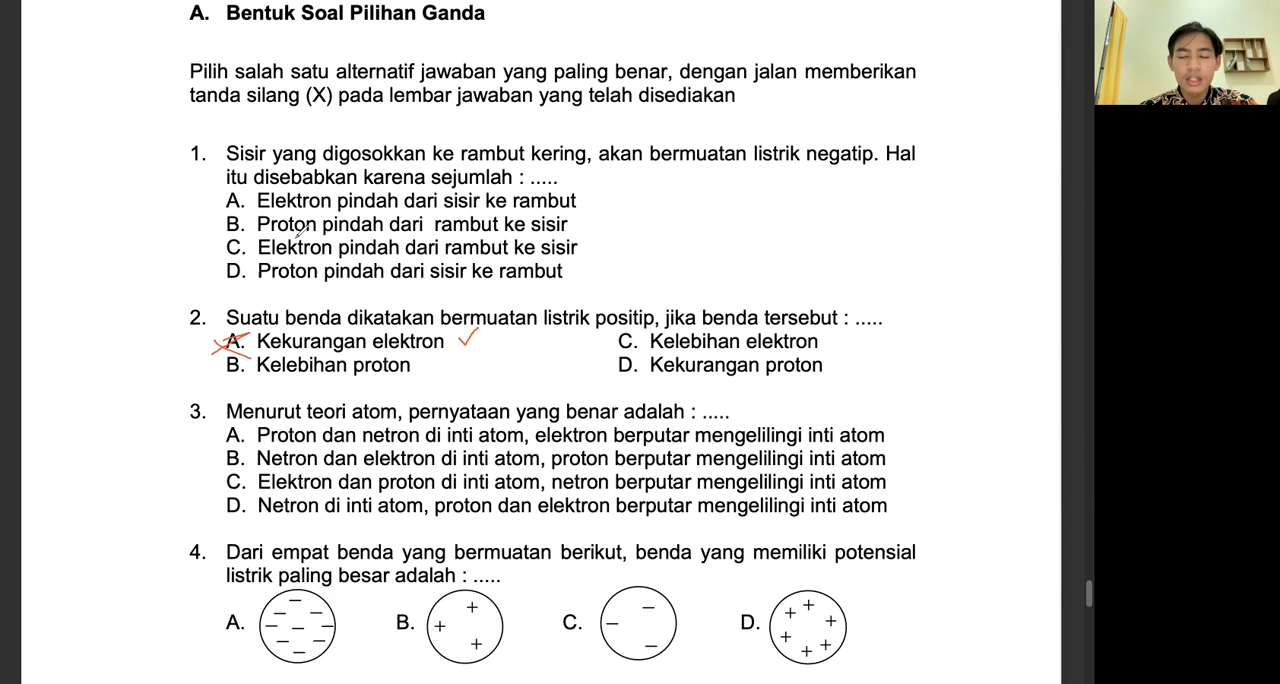 A. Bentuk Soal Pilihan Ganda
Pilih salah satu alternatif jawaban yang paling benar, dengan jalan memberikan
tanda silang (X) pada lembar jawaban yang telah disediakan
1. Sisir yang digosokkan ke rambut kering, akan bermuatan listrik negatip. Hal
itu disebabkan karena sejumlah : .....
A. Elektron pindah dari sisir ke rambut
B. Proton pindah dari rambut ke sisir
C. Elektron pindah dari rambut ke sisir
D. Proton pindah dari sisir ke rambut
2. Suatu benda dikatakan bermuatan listrik positip, jika benda tersebut : .....
A. Kekurangan elektron C. Kelebihan elektron
B. Kelebihan proton D. Kekurangan proton
3. Menurut teori atom, pernyataan yang benar adalah : .....
A. Proton dan netron di inti atom, elektron berputar mengelilingi inti atom
B. Netron dan elektron di inti atom, proton berputar mengelilingi inti atom
C. Elektron dan proton di inti atom, netron berputar mengelilingi inti atom
D. Netron di inti atom, proton dan elektron berputar mengelilingi inti atom
4. Dari empat benda yang bermuatan berikut, benda yang memiliki potensial
listrik paling besar adalah : .....
A. B. C. D.